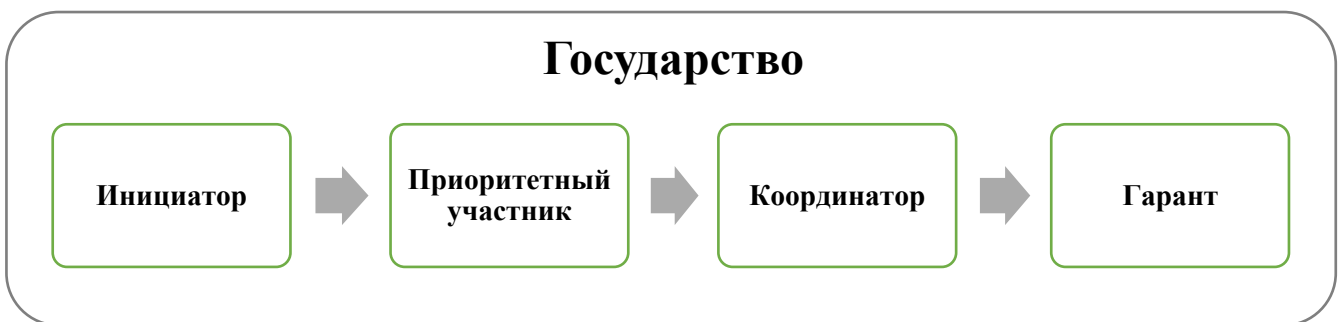 Государство
Инициатор
Приоритетный
участник
Координатор
Гарант